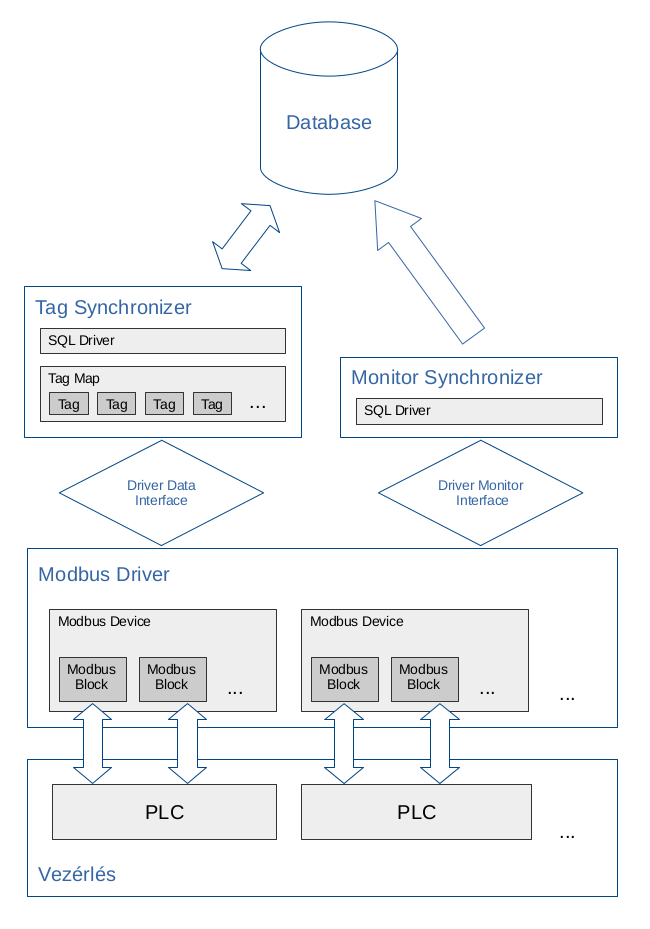 Database
Tag Synchronizer
SQL Driver
Tag Map
Tag Tag Tag Tag ...
Monitor Synchronizer
SQL Driver
Driver Data
Interface
Driver Monitor
Interface
Modbus Driver
Modbus Device
Modbus
Block
Modbus
Block
...
Modbus Device
Modbus
Block
Modbus
Block
...
...
PLC
PLC
...
Vezérlés